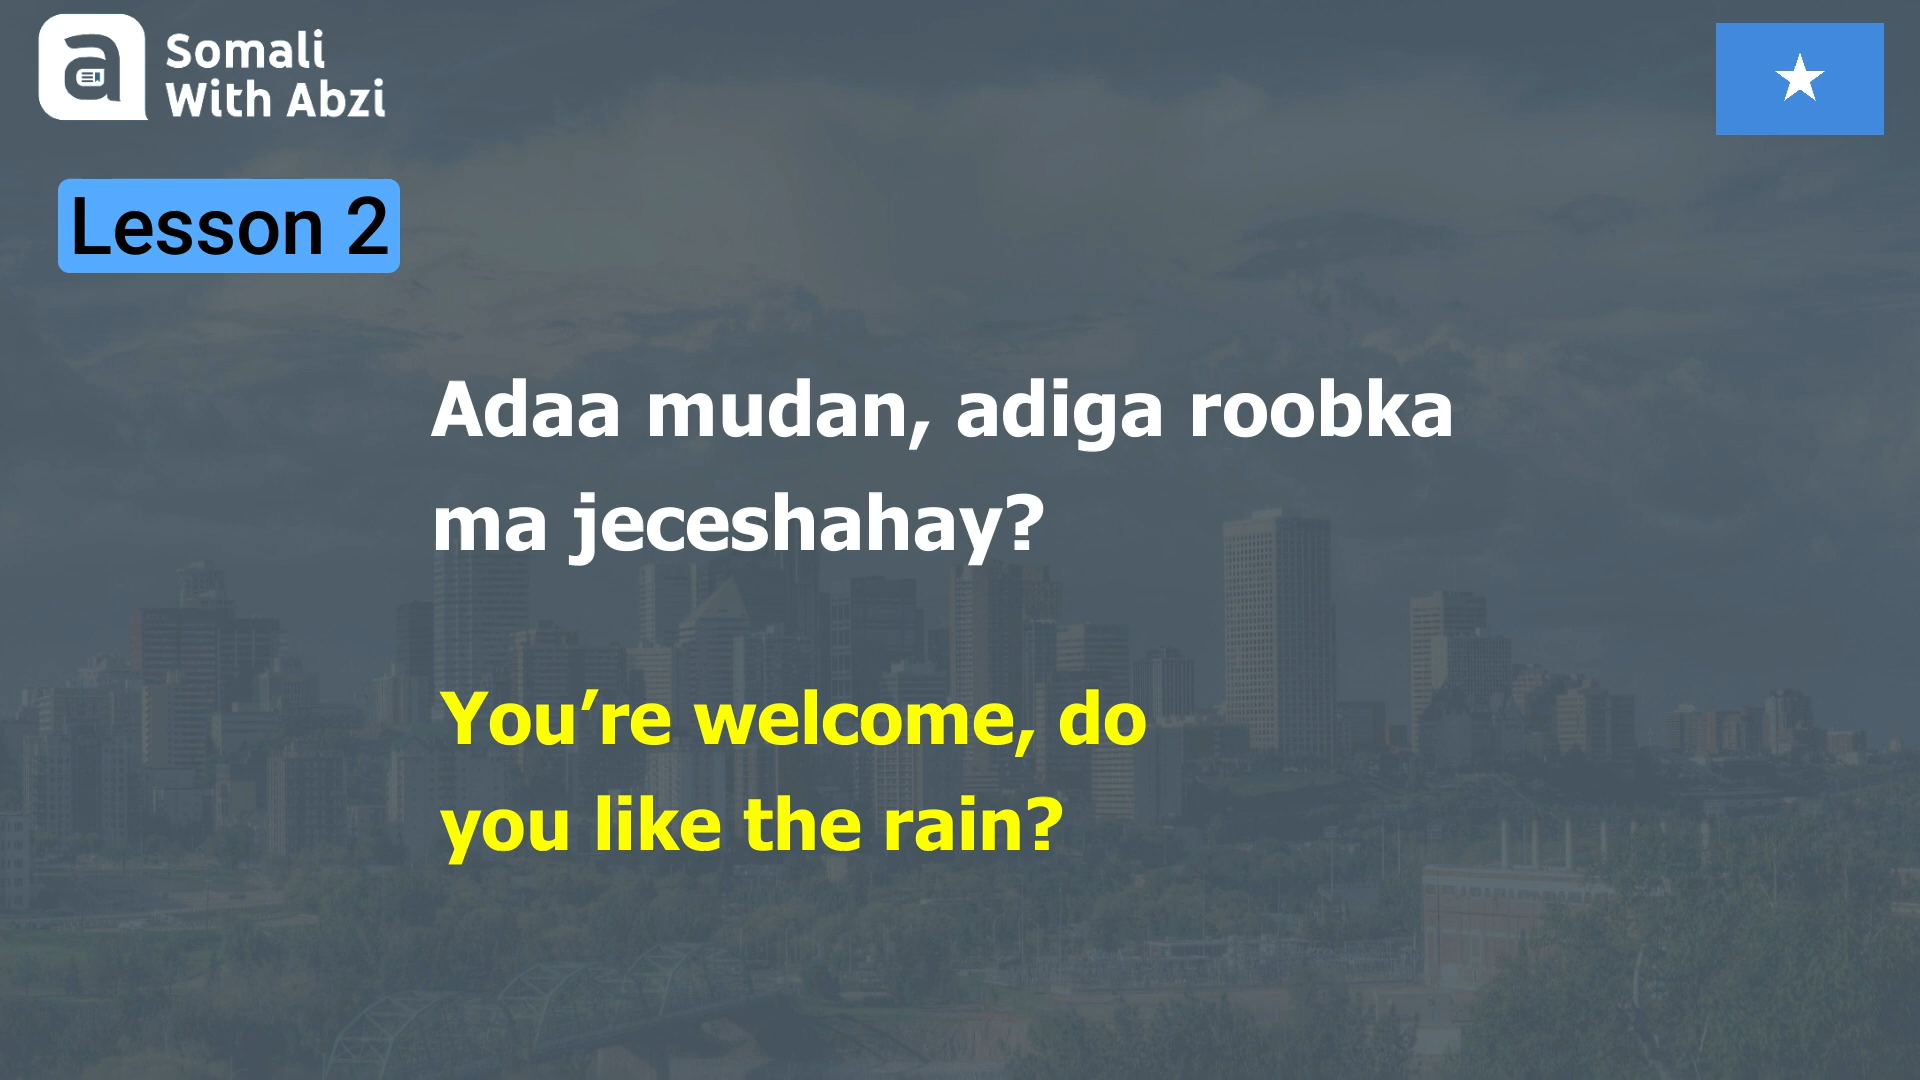 Somali
With Abzi
Lesson 2
Adaa mudan, adiga roobka
ma jeceshahay?
You’re welcome, do
you like the rain?